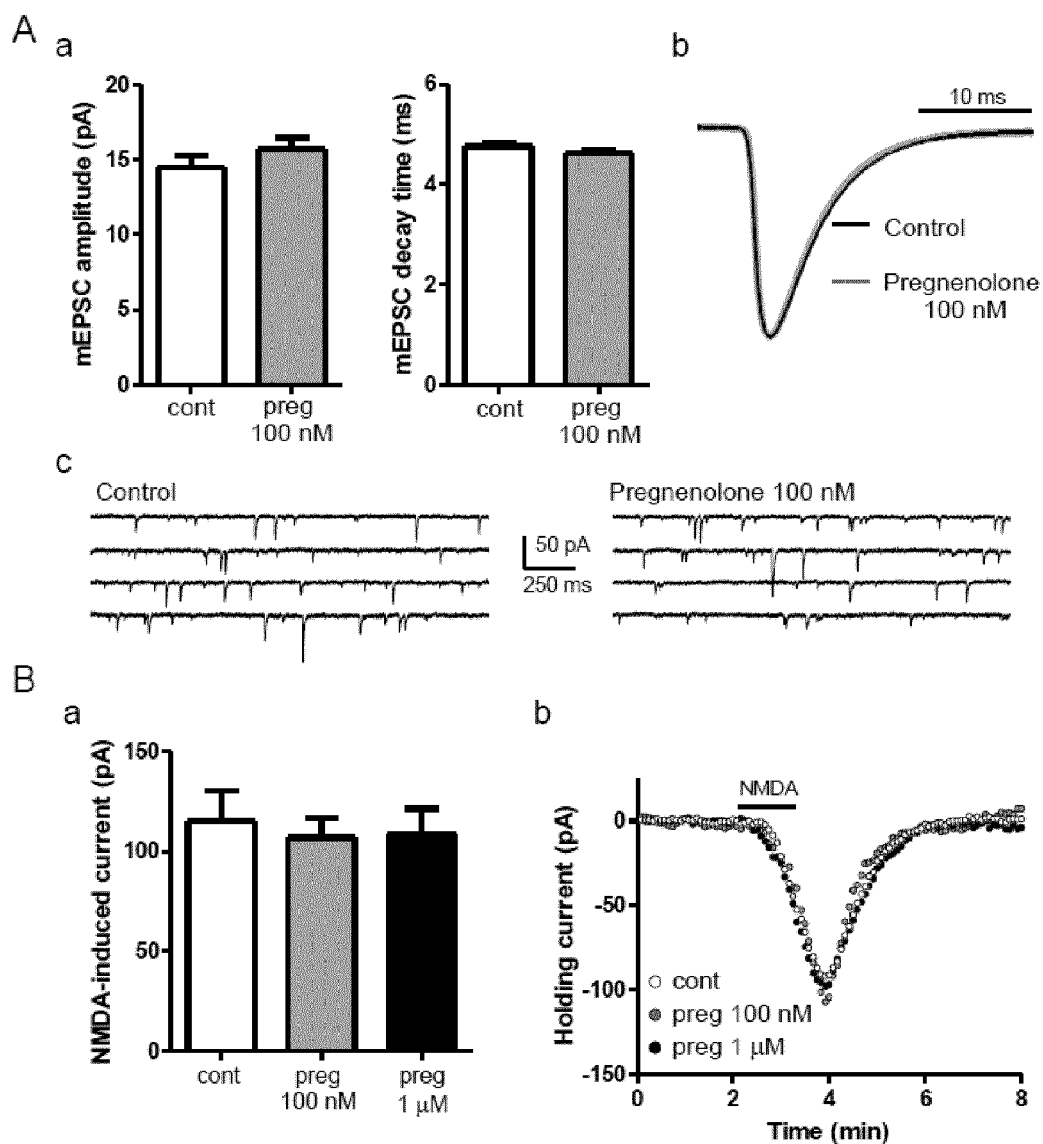 A
a
mEPSC amplitude (pA)
20
15
10
5
0
cont
preg
100 nM
mEPSC decay time (ms)
6
4
2
0
cont
preg
100 nM
b
10 ms
Control
Pregnenolone
100 nM
c
Control
Pregnenolone 100 nM
50 pA
250 ms
B
a
NMDA-induced current (pA)
150
100
50
0
cont
preg
100 nM
preg
1 µM
b
NMDA
Holding current (pA)
0
-50
-100
-150
cont
preg 100 nM
preg 1 µM
0
2
4
6
8
Time (min)